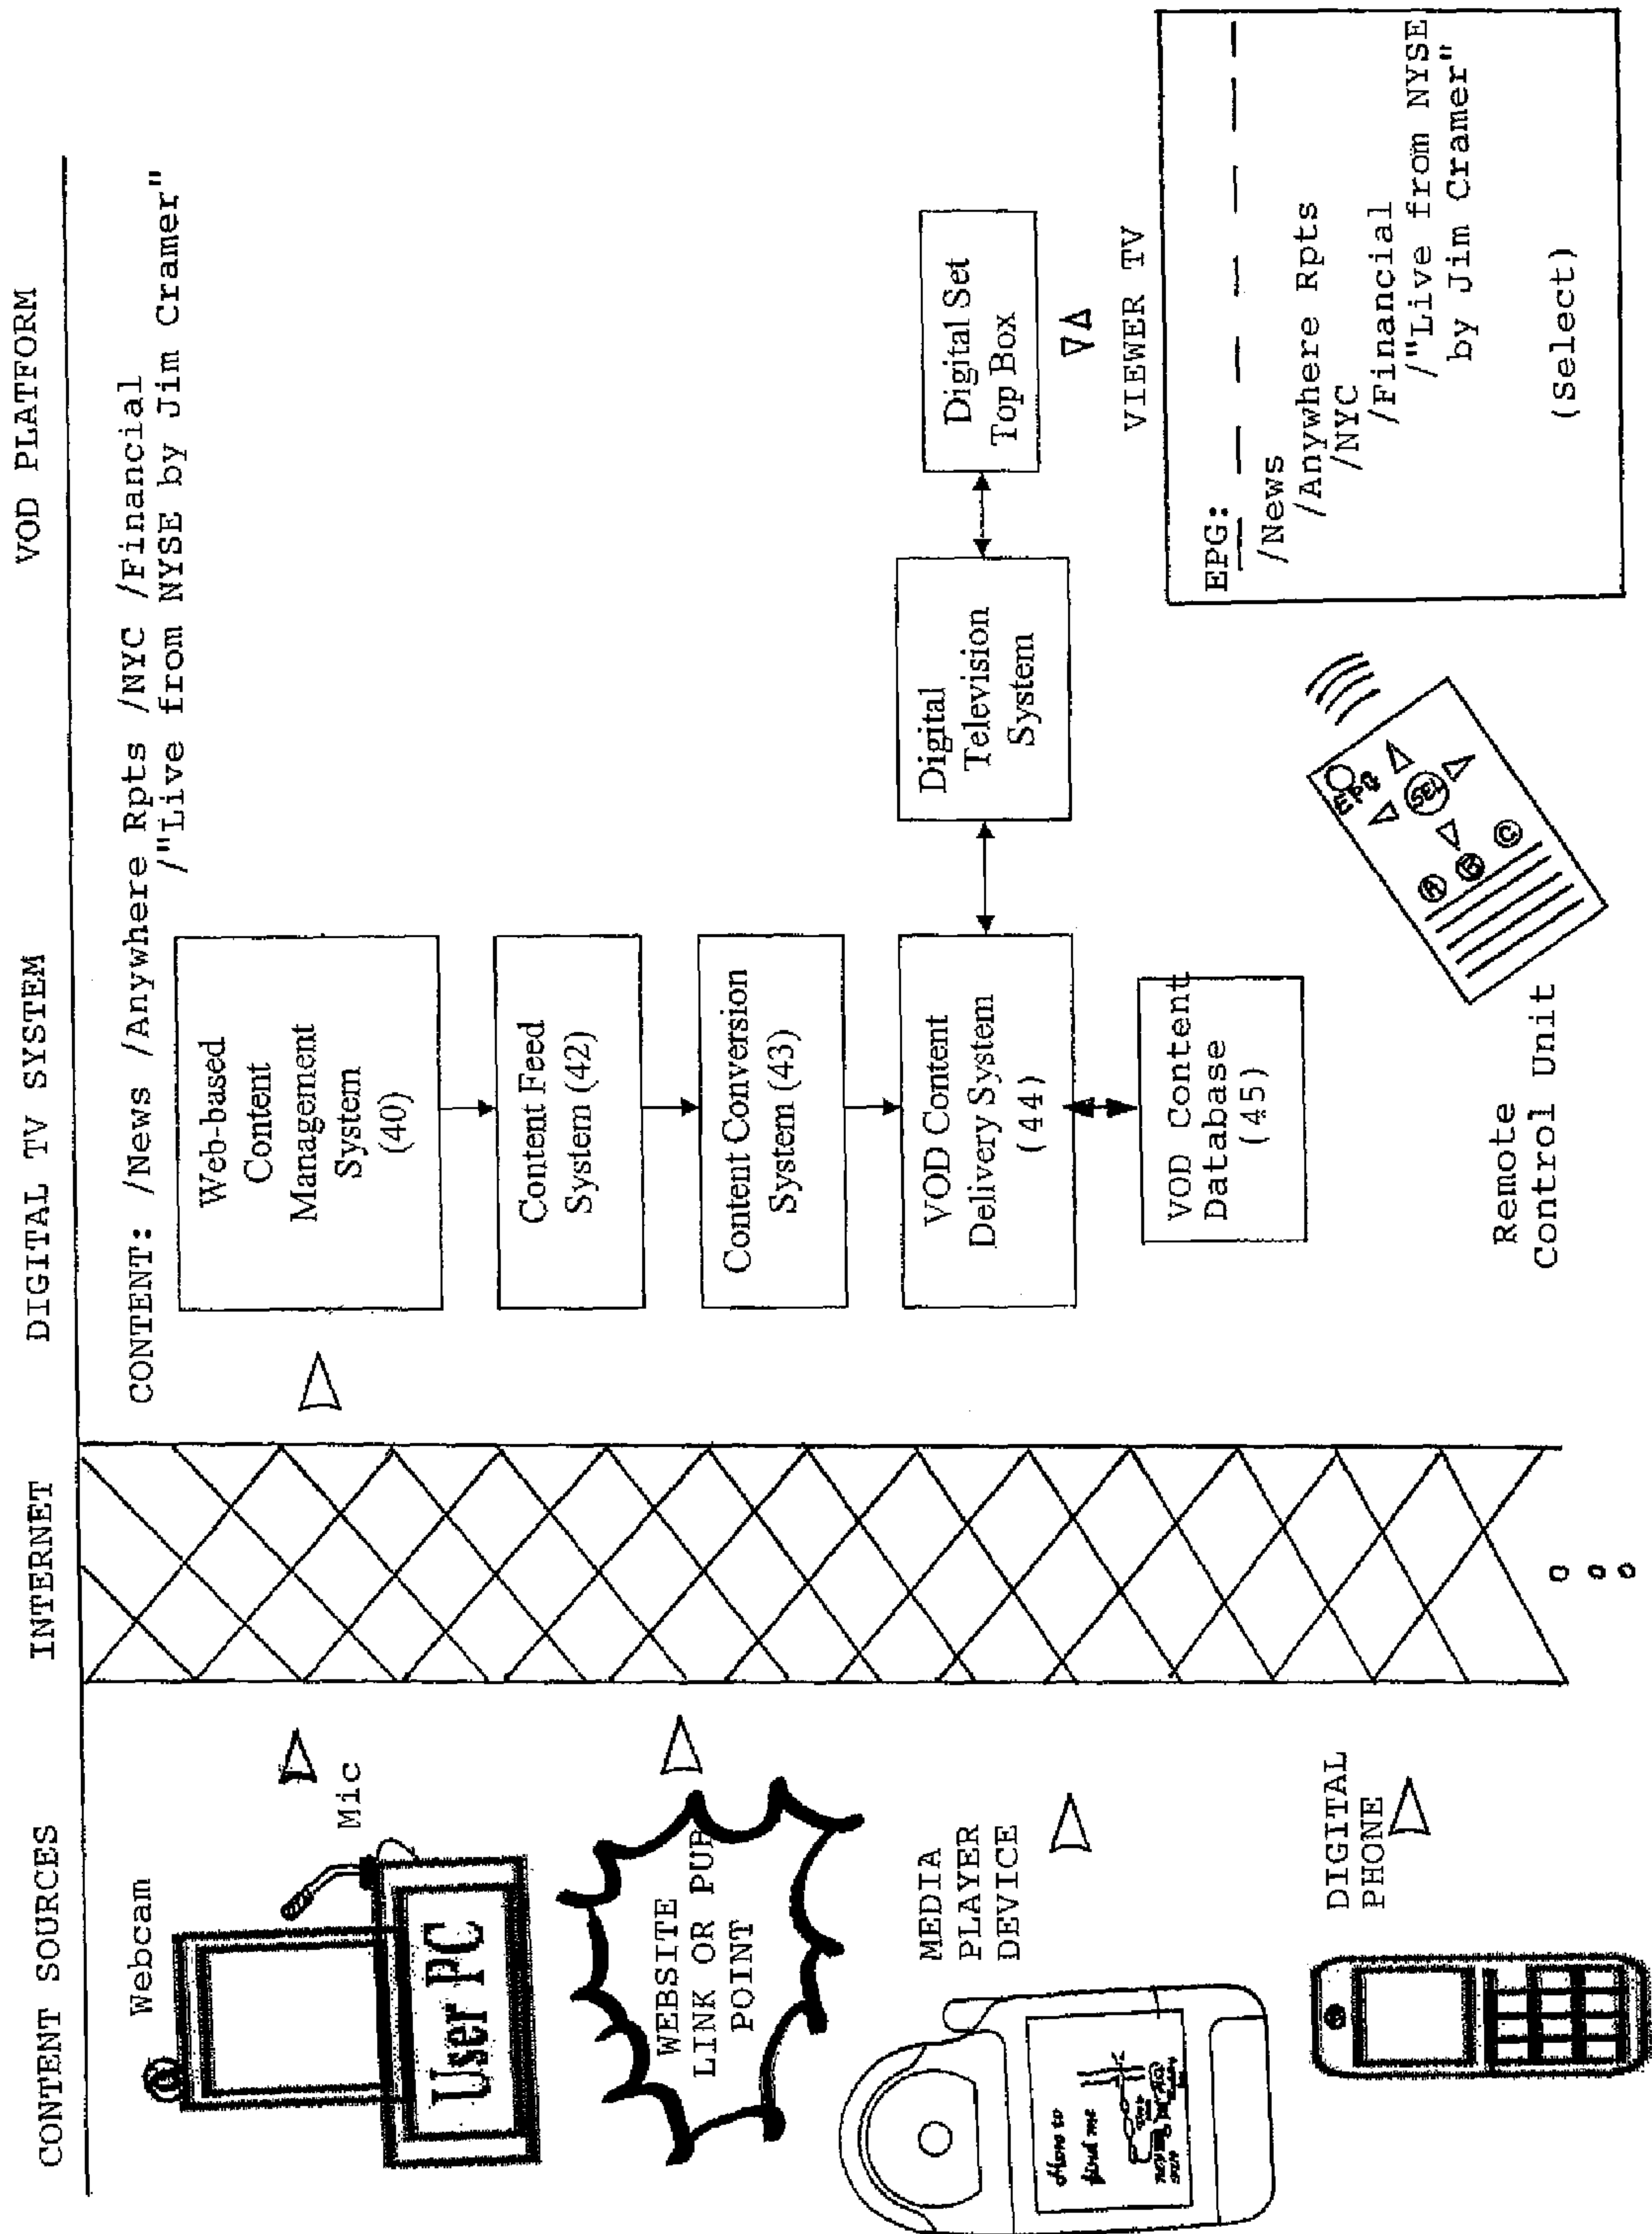 CONTENT SOURCES
INTERNET
DIGITAL TV SYSTEM
VOD PLATFORM
CONTENT: /News /Anywhere Rpts /NYC /Financial
/"Live from NYSE by Jim Cramer"
Webcam
Mic
User PC
WEBSITE
LINK OR PUB
POINT
MEDIA
PLAYER
DEVICE
How to
find me
DIGITAL
PHONE
Web-based
Content
Management
System
(40)
Content Feed
System (42)
Content Conversion
System (43)
VOD Content
Delivery System
(44)
VOD Content
Database
(45)
Digital
Television
System
Digital Set
Top Box
VIEWER TV
EPG:
/News
/Anywhere Rpts
/NYC
/Financial
/"Live from NYSE
by Jim Cramer"
(Select)
Remote
Control Unit
EPG
SEL
A
B
C